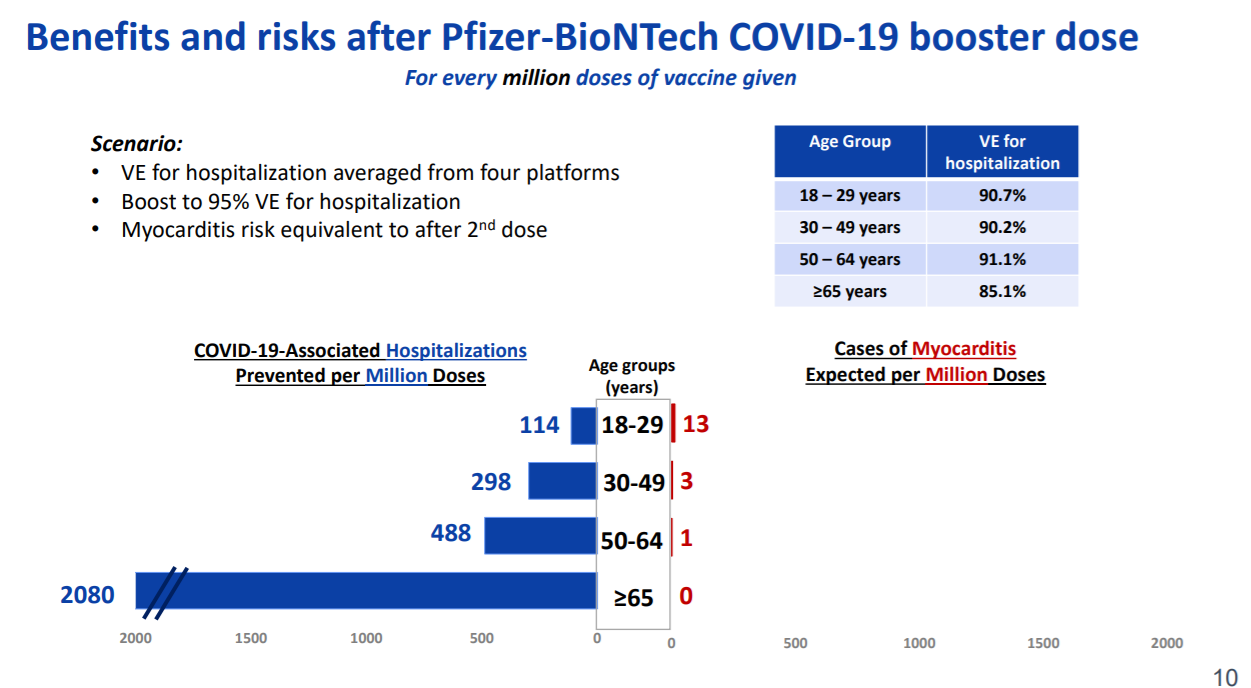 Benefits and risks after Pfizer-BioNTech COVID-19 booster dose
For every million doses of vaccine given
Scenario:
• VE for hospitalization averaged from four platforms
• Boost to 95% VE for hospitalization
• Myocarditis risk equivalent to after 2nd dose
Age Group VE for
hospitalization
18 – 29 years 90.7%
30 – 49 years 90.2%
50 – 64 years 91.1%
≥65 years 85.1%
COVID-19-Associated Hospitalizations
Prevented per Million Doses
Age groups
(years)
Cases of Myocarditis
Expected per Million Doses
114 18-29 13
298 30-49 3
488 50-64 1
2080 ≥65 0
2000 1500 1000 500 0 0 500 1000 1500 2000
10